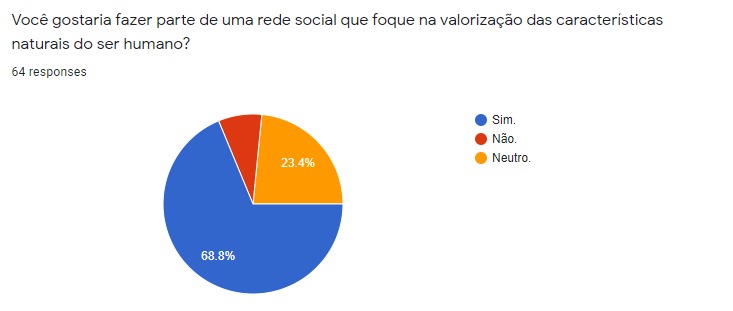 Você gostaria fazer parte de uma rede social que foque na valorização das características
naturais do ser humano?
64 responses
Sim.
Não.
Neutro.
23.4%
68.8%